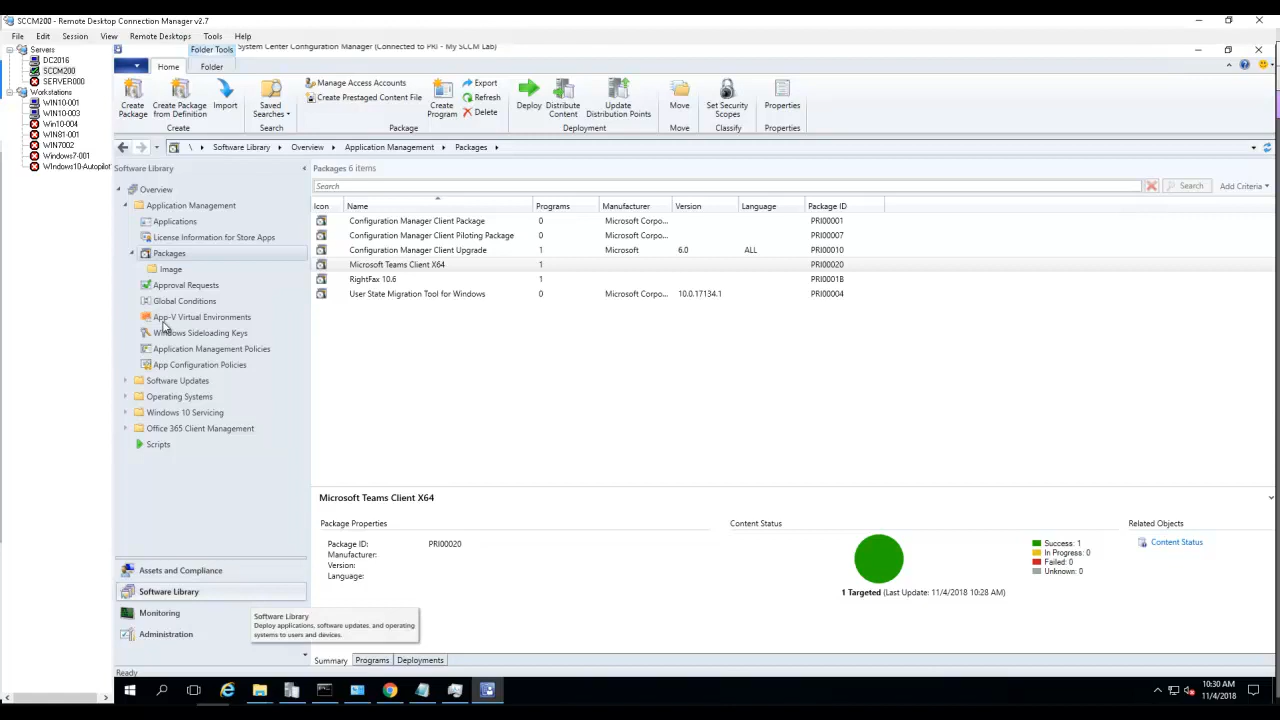 SCCM200 - Remote Desktop Connection Manager v2.7
File Edit Session View Remote Desktops Tools Help
Servers
DC2016
SCCM200
SERVER000
Workstations
WIN10-001
WIN10-003
Win10-004
WIN81-001
WIN7002
Windows7-001
Windows10-Autopilot
Folder Tools
System Center Configuration Manager (Connected to PRI - My SCCM Lab)
Home Folder
Create Package
Create Package from Definition
Import
Create
Saved Searches
Search
Manage Access Accounts
Create Prestaged Content File
Create Program
Export
Refresh
Delete
Package
Deploy
Distribute Content
Update Distribution Points
Deployment
Move
Move
Set Security Scopes
Classify
Properties
Properties
\ Software Library Overview Application Management Packages
Software Library
Overview
Application Management
Applications
License Information for Store Apps
Packages
Image
Approval Requests
Global Conditions
App-V Virtual Environments
Windows Sideloading Keys
Application Management Policies
App Configuration Policies
Software Updates
Operating Systems
Windows 10 Servicing
Office 365 Client Management
Scripts
Assets and Compliance
Software Library
Monitoring
Administration
Software Library
Deploy applications, software updates, and operating
systems to users and devices.
Packages 6 items
Search Search Add Criteria
Icon Name Programs Manufacturer Version Language Package ID
Configuration Manager Client Package 0 Microsoft Corpo... PRI00001
Configuration Manager Client Piloting Package 0 Microsoft Corpo... PRI00007
Configuration Manager Client Upgrade 1 Microsoft 6.0 ALL PRI00010
Microsoft Teams Client X64 1 PRI00020
RightFax 10.6 1 PRI0001B
User State Migration Tool for Windows 0 Microsoft Corpo... 10.0.17134.1 PRI00004
Microsoft Teams Client X64
Package Properties
Package ID: PRI00020
Manufacturer:
Version:
Language:
Content Status
Success: 1
In Progress: 0
Failed: 0
Unknown: 0
1 Targeted (Last Update: 11/4/2018 10:28 AM)
Related Objects
Content Status
Summary Programs Deployments
Ready
10:30 AM
11/4/2018